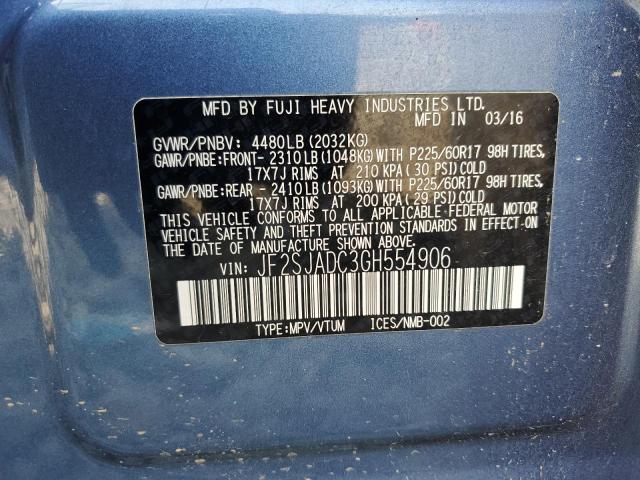 MFD BY FUJI HEAVY INDUSTRIES LTD.
MFD IN 03/16
GVWR/PNBV: 4480LB(2032KG)
GAWR/PNBE:FRONT- 2310LB(1048KG)WITH P225/60R17 98H TIRES,
17X7J RIMS AT 210 KPA(30 PSI)COLD
GAWR/PNBE:REAR - 2410LB(1093KG)WITH P225/60R17 98H TIRES,
17X7J RIMS AT 200 KPA(29 PSI)COLD
THIS VEHICLE CONFORMS TO ALL APPLICABLE FEDERAL MOTOR
VEHICLE SAFETY AND THEFT PREVENTION STANDARDS IN EFFECT ON
THE DATE OF MANUFACTURE SHOWN ABOVE.
VIN: JF2SJADC3GH554906
TYPE:MPV/VTUM ICES/NMB-002